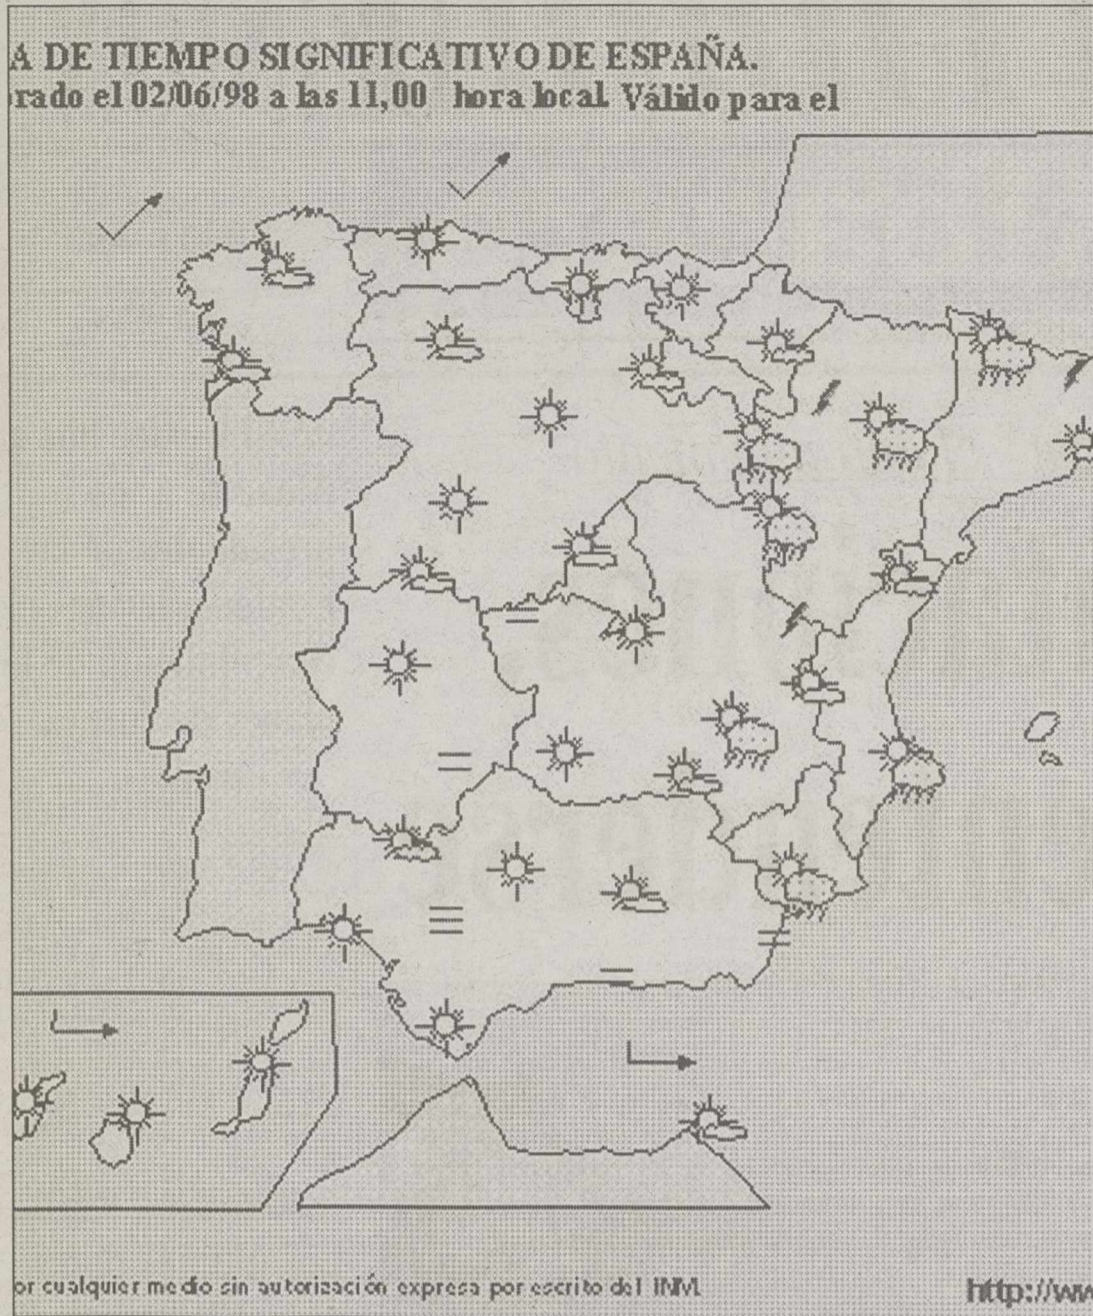 A DE TIEMPO SIGNIFICATIVO DE ESPAÑA.
rado el 02/06/98 a las 11,00 hora local. Válido para el
or cualquier medio sin autorización expresa por escrito del INM.
http://ww